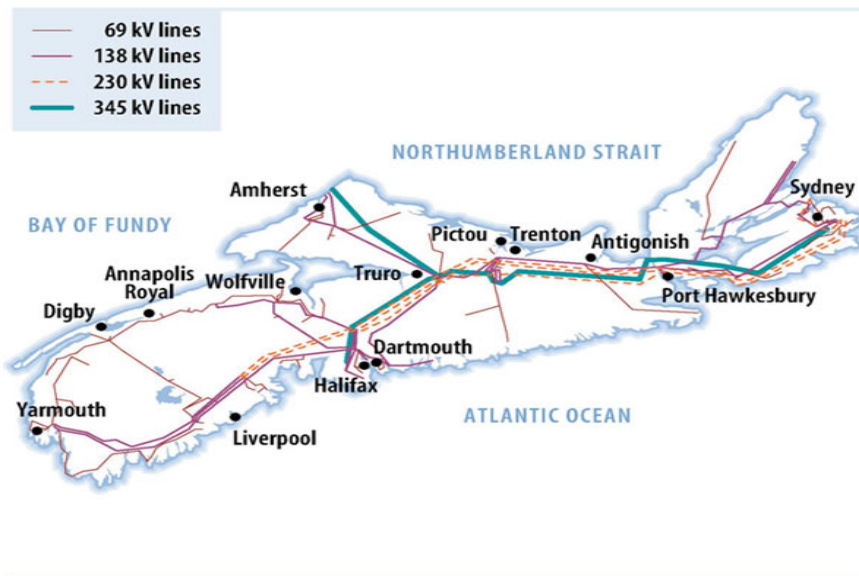 69 kV lines
138 kV lines
230 kV lines
345 kV lines
NORTHUMBERLAND STRAIT
Amherst
Sydney
BAY OF FUNDY
Pictou
Trenton
Antigonish
Truro
Annapolis
Royal
Wolfville
Port Hawkesbury
Digby
Dartmouth
Halifax
Yarmouth
ATLANTIC OCEAN
Liverpool